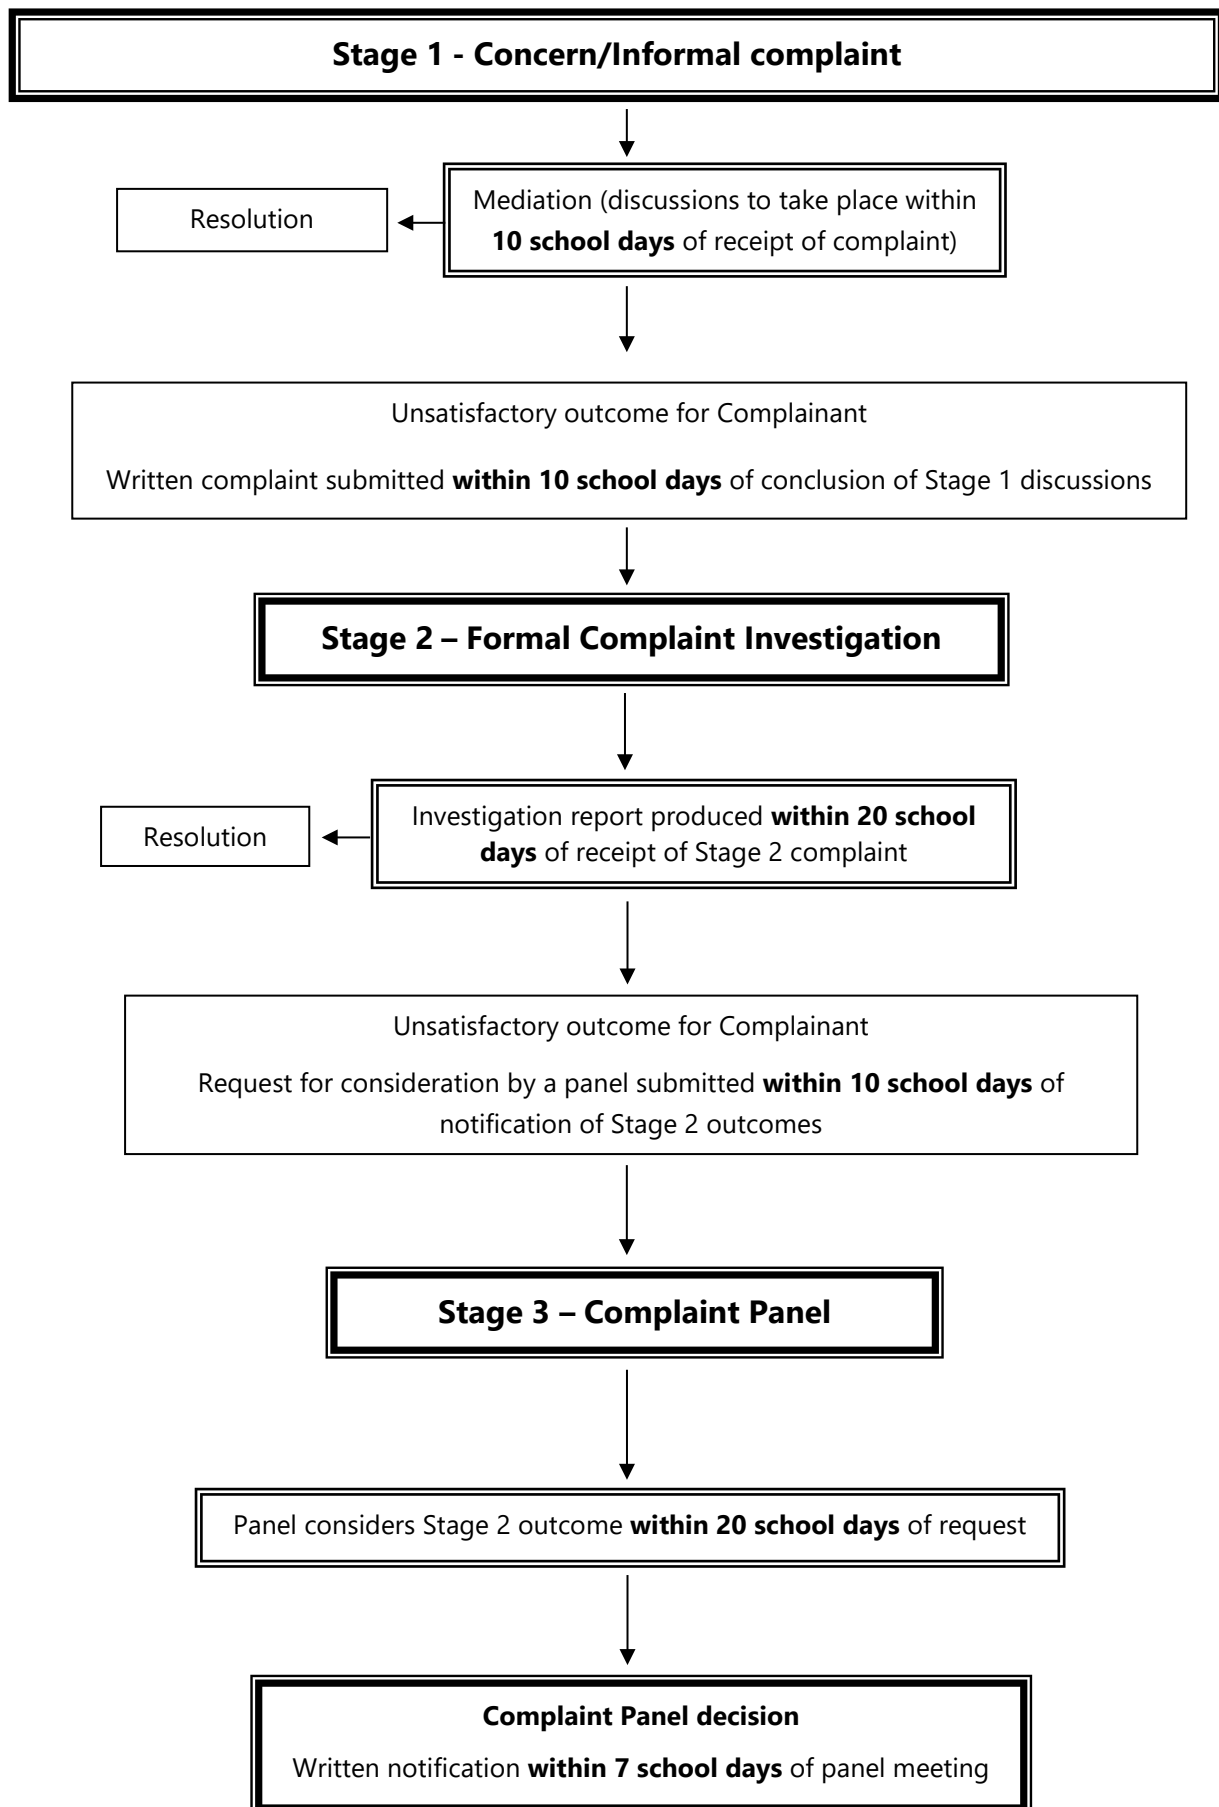 Stage 1 - Concern/Informal complaint
Mediation (discussions to take place within
10 school days of receipt of complaint)
Resolution
Unsatisfactory outcome for Complainant
Written complaint submitted within 10 school days of conclusion of Stage 1 discussions
Stage 2 – Formal Complaint Investigation
Investigation report produced within 20 school
days of receipt of Stage 2 complaint
Resolution
Unsatisfactory outcome for Complainant
Request for consideration by a panel submitted within 10 school days of
notification of Stage 2 outcomes
Stage 3 – Complaint Panel
Panel considers Stage 2 outcome within 20 school days of request
Complaint Panel decision
Written notification within 7 school days of panel meeting